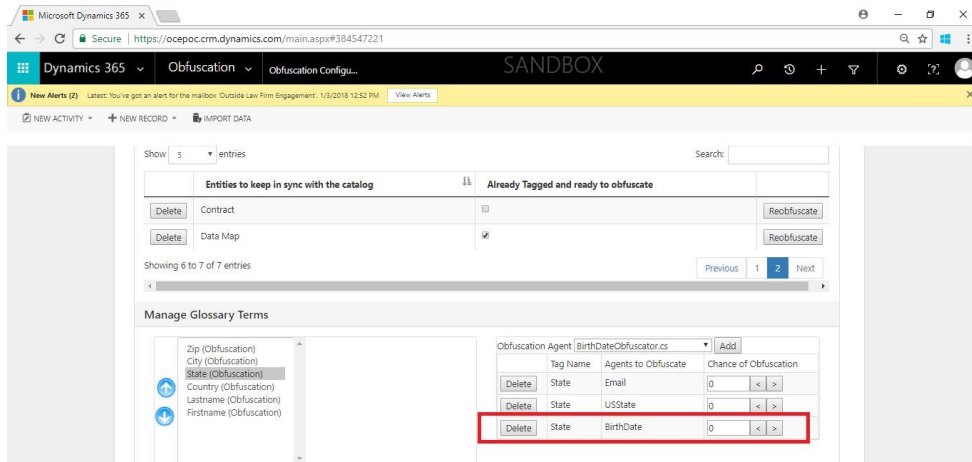 Microsoft Dynamics 365
Secure https://ocepoc.crm.dynamics.com/main.aspx#384547221
Dynamics 365 Obfuscation Obfuscation Configu... SANDBOX
New Alerts (2) Latest: You've got an alert for the mailbox 'Outside Law Firm Engagement'. 1/3/2018 12:52 PM View Alerts
NEW ACTIVITY NEW RECORD IMPORT DATA
Show 5 entries Search:
Entities to keep in sync with the catalog Already Tagged and ready to obfuscate
Delete Contract Reobfuscate
Delete Data Map Reobfuscate
Showing 6 to 7 of 7 entries Previous 1 2 Next
Manage Glossary Terms
Zip (Obfuscation)
City (Obfuscation)
State (Obfuscation)
Country (Obfuscation)
Lastname (Obfuscation)
Firstname (Obfuscation)
Obfuscation Agent BirthDateObfuscator.cs Add
Tag Name Agents to Obfuscate Chance of Obfuscation
Delete State Email 0 < >
Delete State USState 0 < >
Delete State BirthDate 0 < >